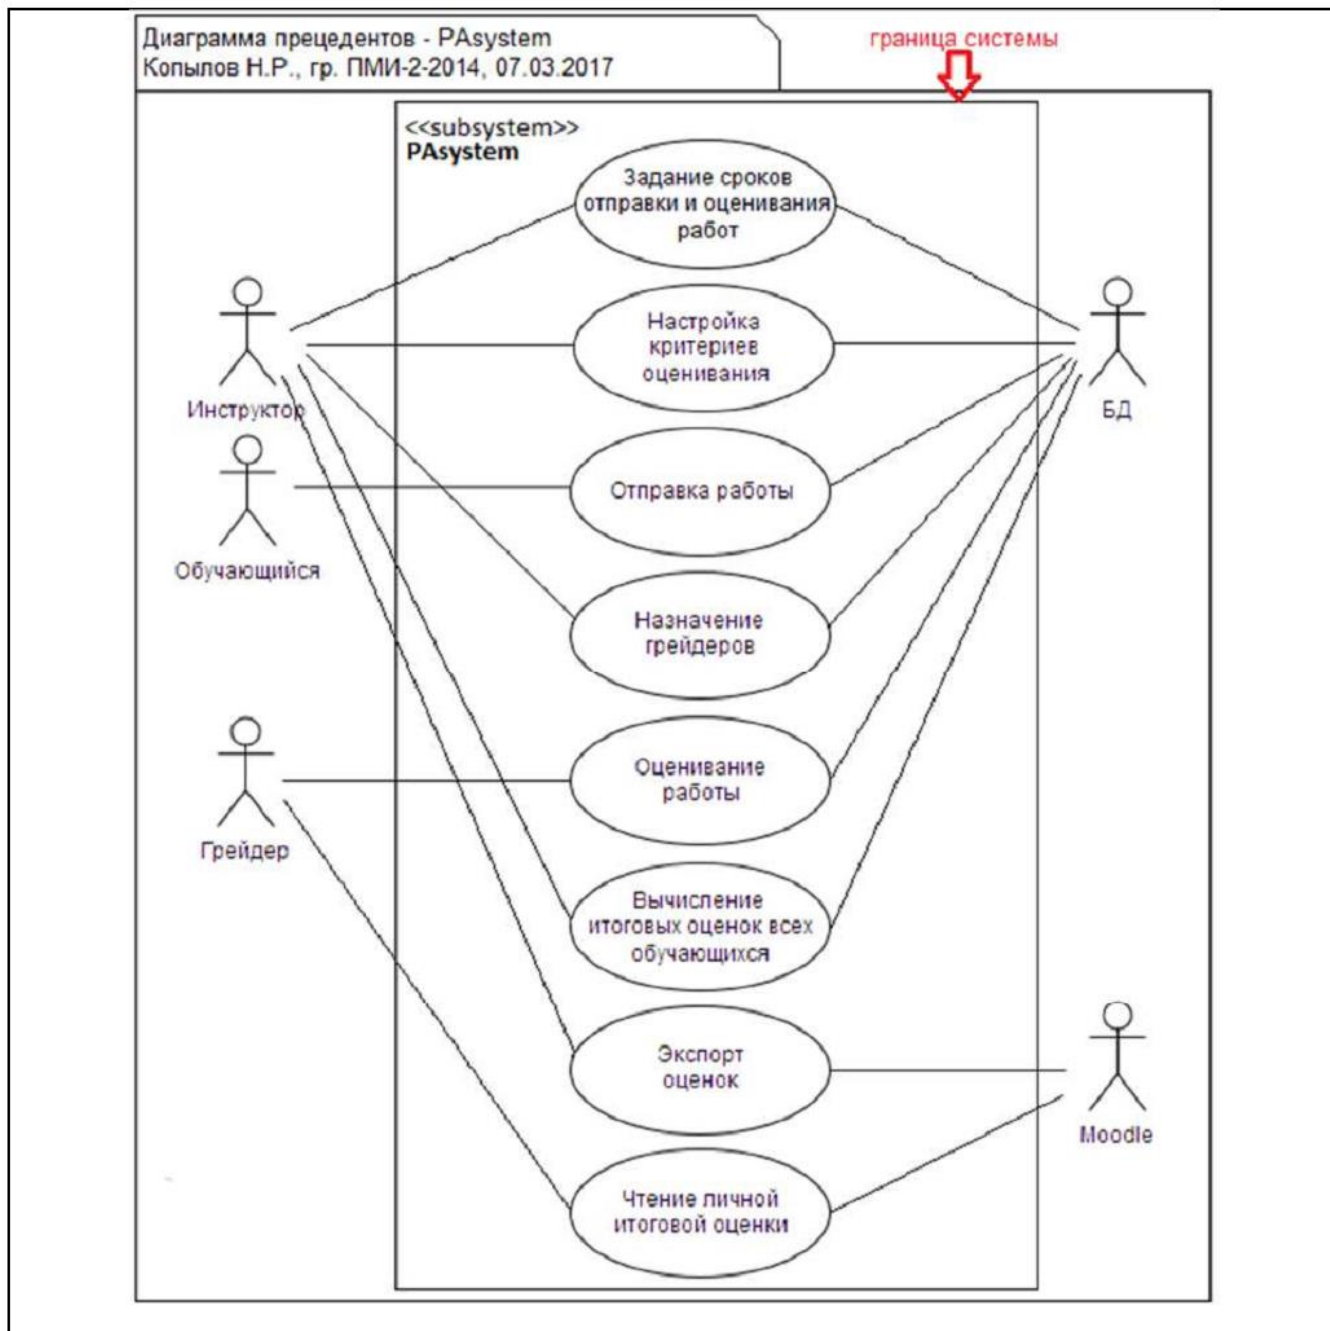 Диаграмма прецедентов - PAsystem
Копылов Н.Р., гр. ПМИ-2-2014, 07.03.2017
граница системы
<<subsystem>>
PAsystem
Задание сроков
отправки и оценивания
работ
Настройка
критериев
оценивания
Инструктор
БД
Отправка работы
Обучающийся
Назначение
грейдеров
Оценивание
работы
Грейдер
Вычисление
итоговых оценок всех
обучающихся
Экспорт
оценок
Moodle
Чтение личной
итоговой оценки